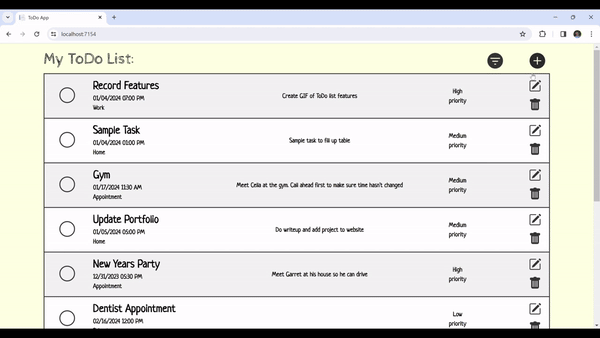 ToDo App
localhost:7154
My ToDo List:
Record Features
01/04/2024 07:00 PM
Work
Create GIF of ToDo list features
High
priority
Sample Task
01/04/2024 01:00 PM
Home
Sample task to fill up table
Medium
priority
Gym
01/17/2024 11:30 AM
Appointment
Meet Celia at the gym. Call ahead first to make sure time hasn't changed
Medium
priority
Update Portfolio
01/05/2024 05:00 PM
Home
Do writeup and add project to website
Medium
priority
New Years Party
12/31/2023 05:30 PM
Appointment
Meet Garret at his house so he can drive
High
priority
Dentist Appointment
02/16/2024 12:00 PM
Low
priority